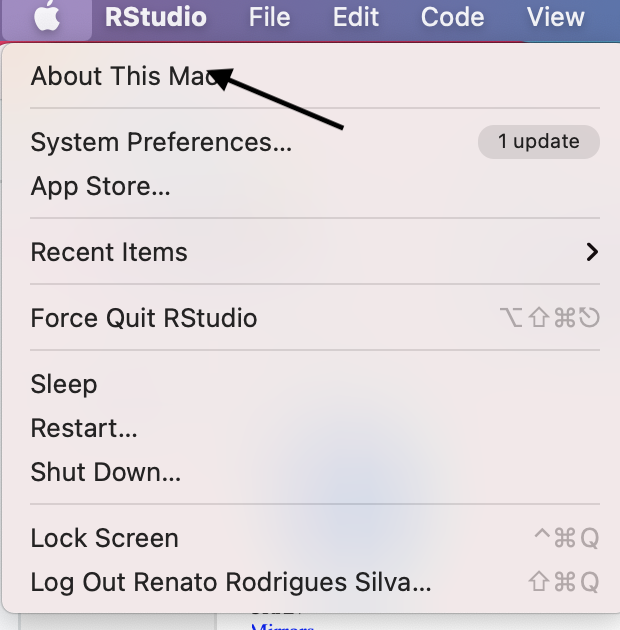 RStudio File Edit Code View
About This Mac
System Preferences... 1 update
App Store...
Recent Items
Force Quit RStudio ⌥⇧⌘⎋
Sleep
Restart...
Shut Down...
Lock Screen ^⌘Q
Log Out Renato Rodrigues Silva... ⇧⌘Q